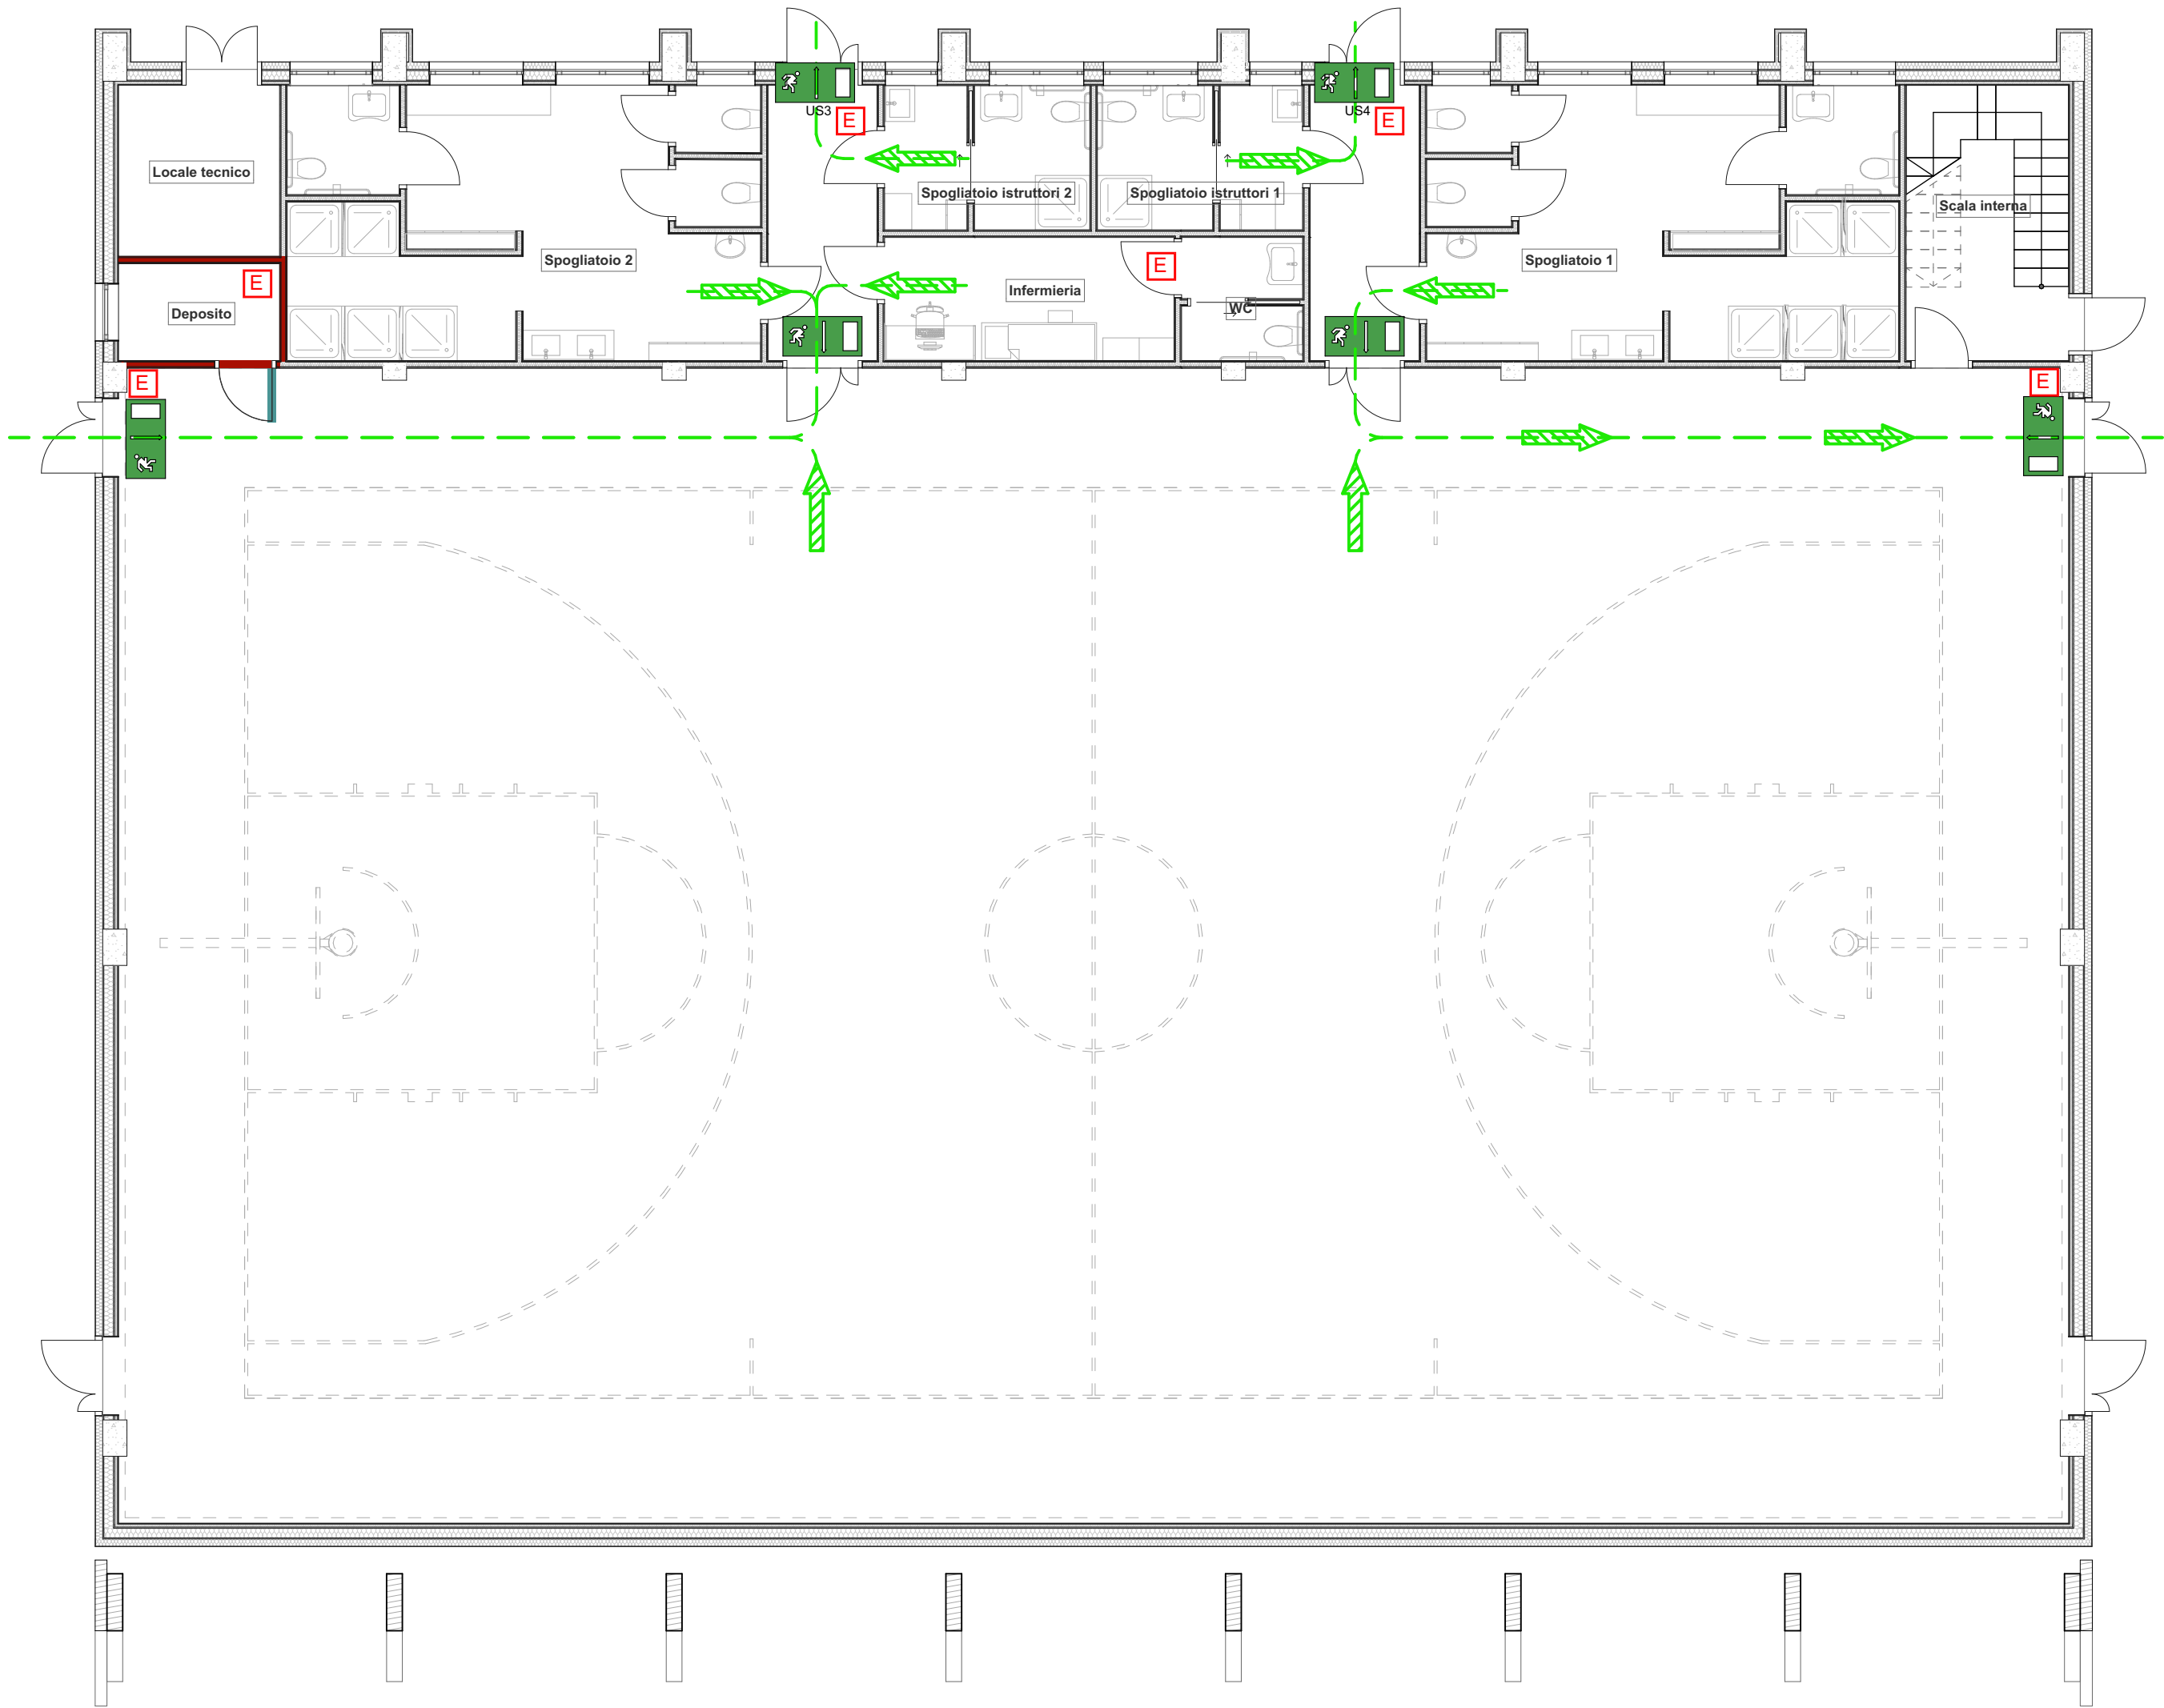 US3
E
US4
E
Locale tecnico
Spogliatoio istruttori 2
Spogliatoio istruttori 1
Scala interna
Spogliatoio 2
Spogliatoio 1
E
E
Infermieria
Deposito
WC
E
E